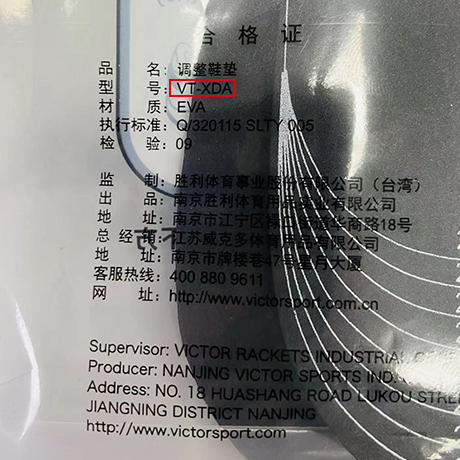 合格证
品 名: 调整鞋垫
型 号: VT-XDA
材 质: EVA
执行标准: Q/320115 SLTY 005
检 验: 09
监 制: 胜利体育事业股份有限公司（台湾）
出 品: 南京胜利体育用品实业有限公司
地 址: 南京市江宁区禄口街道华商路18号
总 经 销: 江苏威克多体育用品有限公司
地 址: 南京市牌楼巷47号星月大厦
客服热线: 400 880 9611
网 址: http://www.victorsport.com.cn
Supervisor: VICTOR RACKETS INDUSTRIAL
Producer: NANJING VICTOR SPORTS IND.
Address: NO. 18 HUASHANG ROAD LUKOU
JIANGNING DISTRICT NANJING
http://www.victorsport.com